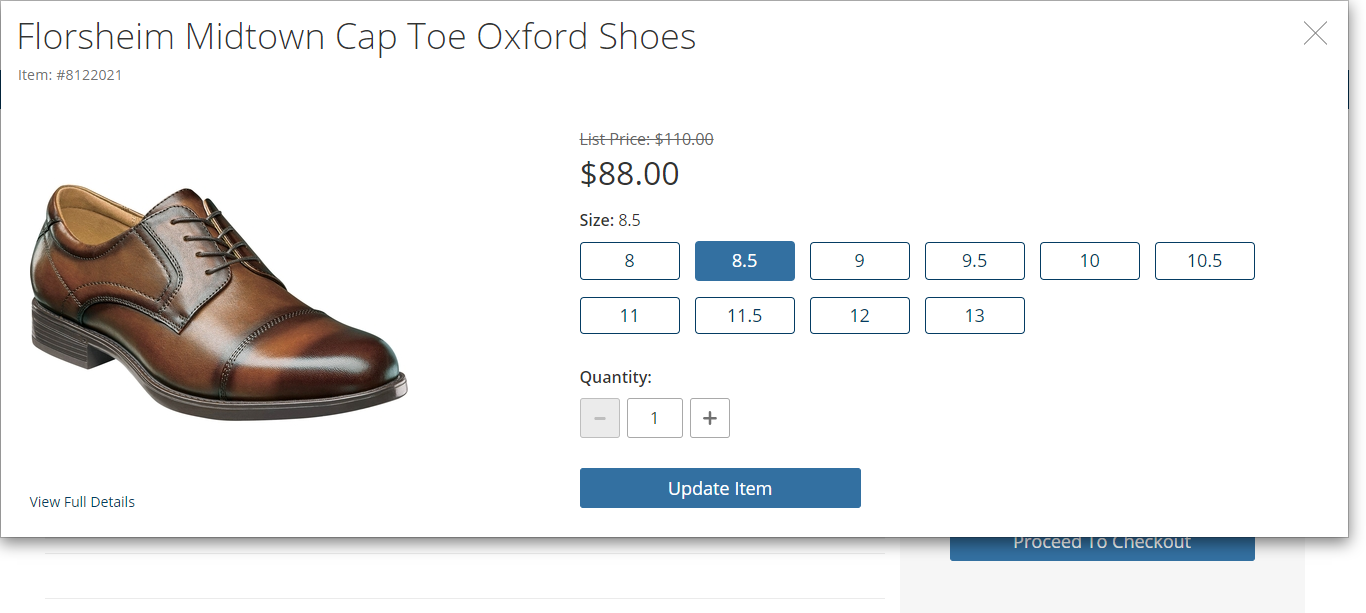 Florsheim Midtown Cap Toe Oxford Shoes
Item: #8122021
List Price: $110.00
$88.00
Size: 8.5
8 8.5 9 9.5 10 10.5
11 11.5 12 13
Quantity:
− 1 +
Update Item
View Full Details
Proceed To Checkout